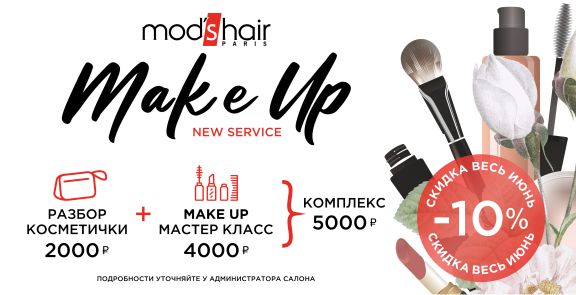 mod's hair
PARIS
Make Up
NEW SERVICE
РАЗБОР
КОСМЕТИЧКИ
2000 ₽
+
MAKE UP
МАСТЕР КЛАСС
4000 ₽
КОМПЛЕКС
5000 ₽
СКИДКА ВЕСЬ ИЮНЬ
-10%
СКИДКА ВЕСЬ ИЮНЬ
ПОДРОБНОСТИ УТОЧНЯЙТЕ У АДМИНИСТРАТОРА САЛОНА